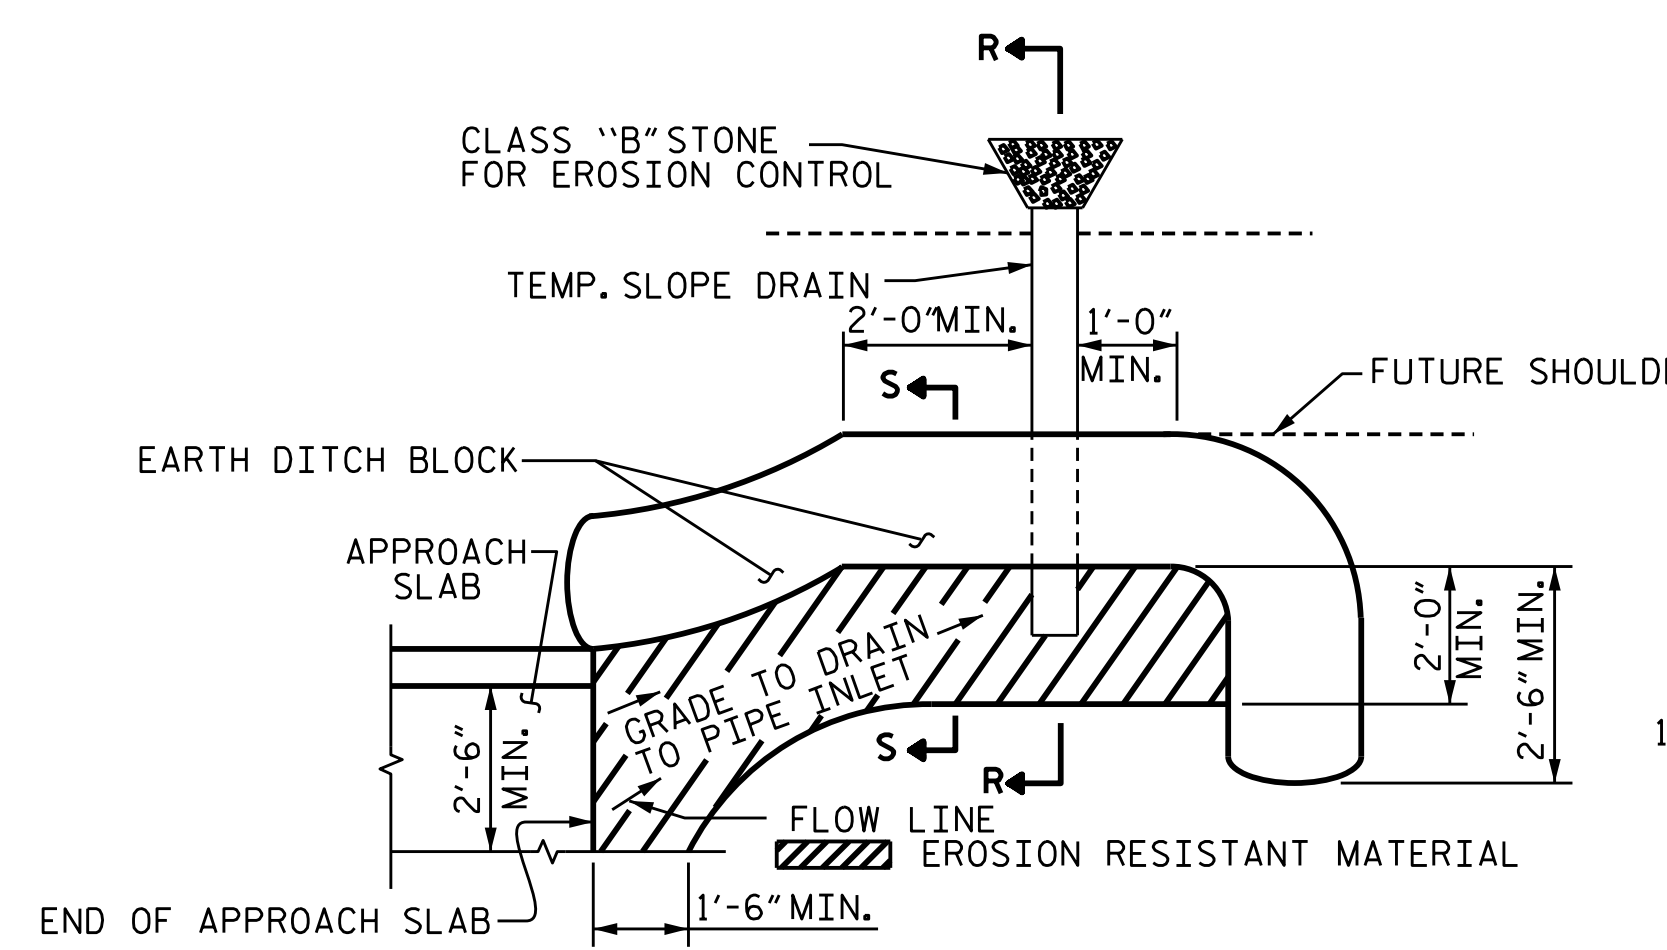 R
CLASS "B" STONE
FOR EROSION CONTROL
TEMP. SLOPE DRAIN
2'-0" MIN.
1'-0"
MIN.
S
FUTURE SHOULD
EARTH DITCH BLOCK
APPROACH
SLAB
GRADE TO DRAIN
TO PIPE INLET
2'-0"
MIN.
2'-6" MIN.
2'-6"
MIN.
S
R
1
FLOW LINE
EROSION RESISTANT MATERIAL
END OF APPROACH SLAB
1'-6" MIN.